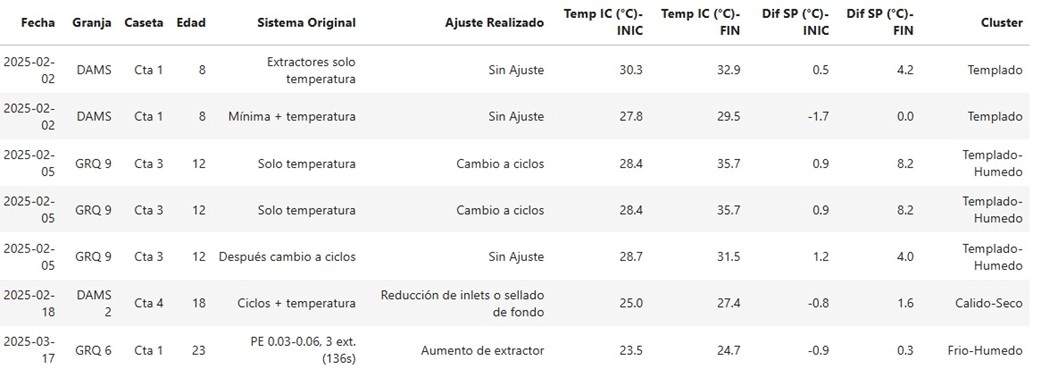 Fecha Granja Caseta Edad Sistema Original Ajuste Realizado Temp IC (°C)-INIC Temp IC (°C)-FIN Dif SP (°C)-INIC Dif SP (°C)-FIN Cluster
2025-02-02 DAMS Cta 1 8 Extractores solo temperatura Sin Ajuste 30.3 32.9 0.5 4.2 Templado
2025-02-02 DAMS Cta 1 8 Mínima + temperatura Sin Ajuste 27.8 29.5 -1.7 0.0 Templado
2025-02-05 GRQ 9 Cta 3 12 Solo temperatura Cambio a ciclos 28.4 35.7 0.9 8.2 Templado-Humedo
2025-02-05 GRQ 9 Cta 3 12 Solo temperatura Cambio a ciclos 28.4 35.7 0.9 8.2 Templado-Humedo
2025-02-05 GRQ 9 Cta 3 12 Después cambio a ciclos Sin Ajuste 28.7 31.5 1.2 4.0 Templado-Humedo
2025-02-18 DAMS 2 Cta 4 18 Ciclos + temperatura Reducción de inlets o sellado de fondo 25.0 27.4 -0.8 1.6 Calido-Seco
2025-03-17 GRQ 6 Cta 1 23 PE 0.03-0.06, 3 ext. (136s) Aumento de extractor 23.5 24.7 -0.9 0.3 Frio-Humedo